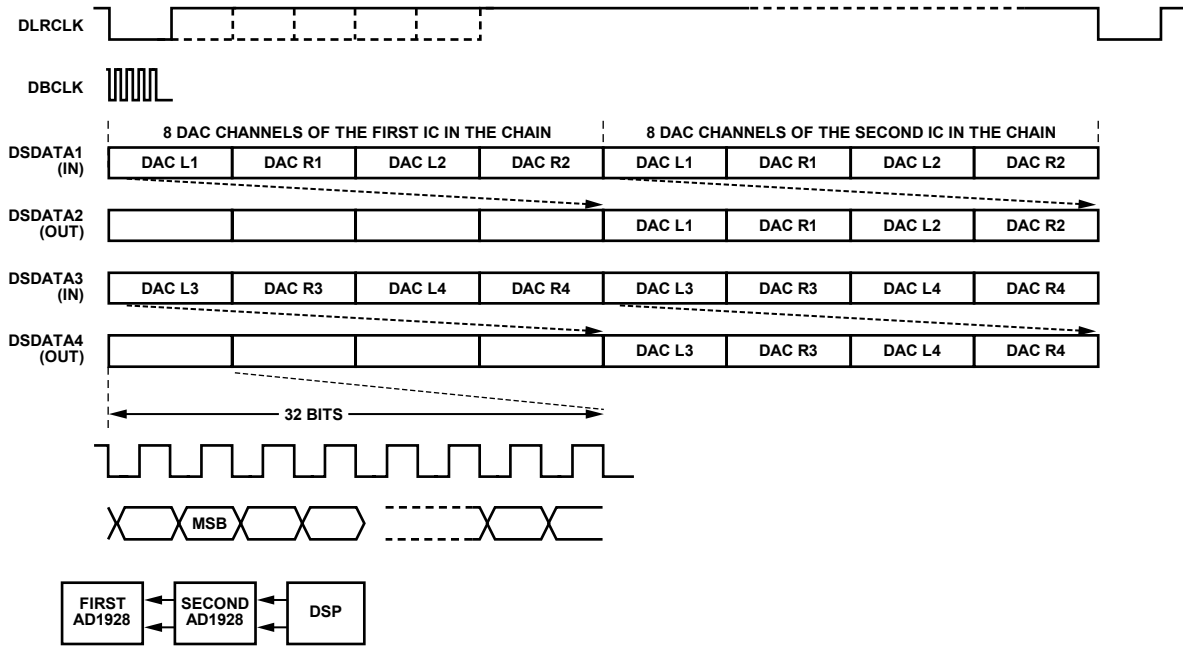 DLRCLK
DBCLK
8 DAC CHANNELS OF THE FIRST IC IN THE CHAIN 8 DAC CHANNELS OF THE SECOND IC IN THE CHAIN
DSDATA1
(IN)
DAC L1 DAC R1 DAC L2 DAC R2 DAC L1 DAC R1 DAC L2 DAC R2
DSDATA2
(OUT)
DAC L1 DAC R1 DAC L2 DAC R2
DSDATA3
(IN)
DAC L3 DAC R3 DAC L4 DAC R4 DAC L3 DAC R3 DAC L4 DAC R4
DSDATA4
(OUT)
DAC L3 DAC R3 DAC L4 DAC R4
32 BITS
MSB
FIRST
AD1928
SECOND
AD1928
DSP